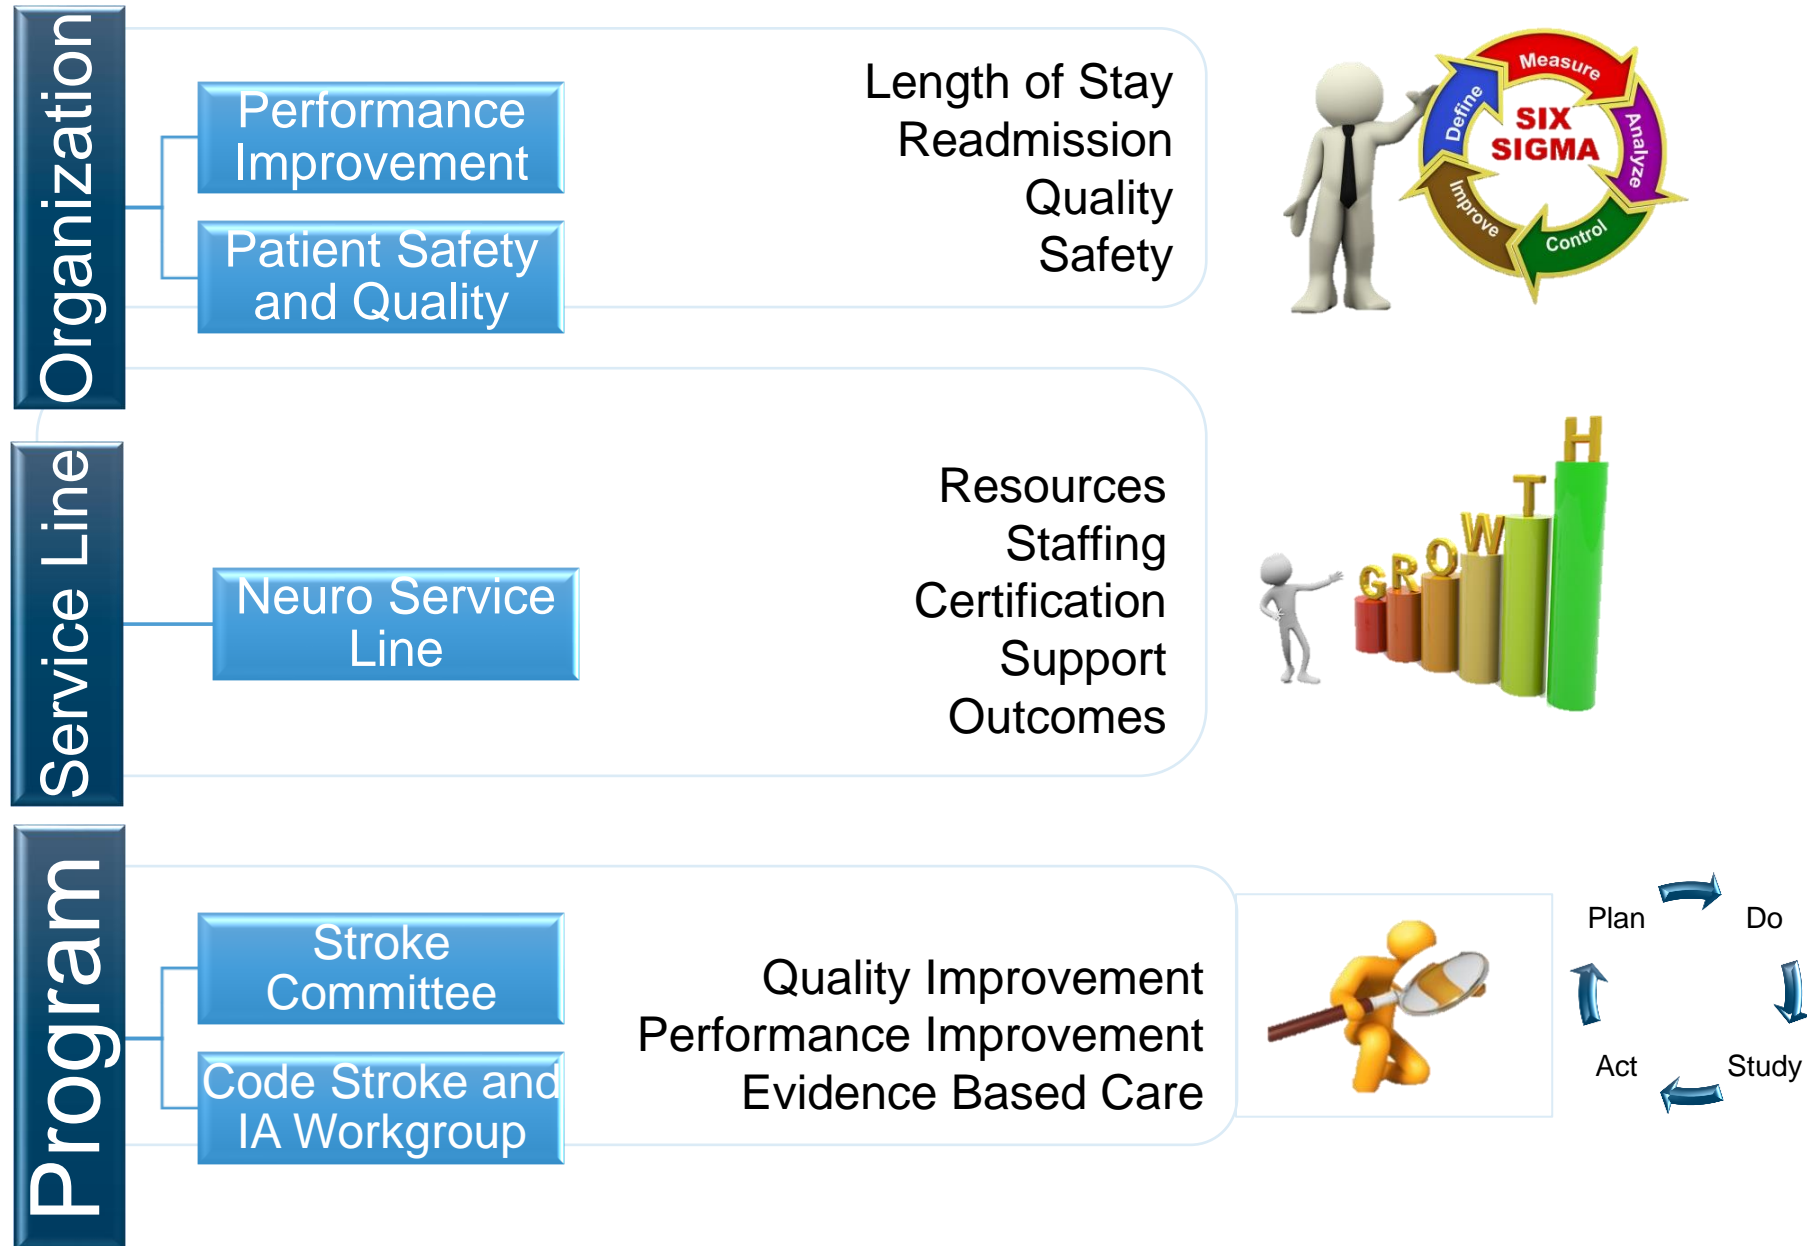 Organization
Performance
Improvement
Patient Safety
and Quality
Length of Stay
Readmission
Quality
Safety
Define
Measure
Analyze
Control
Improve
SIX
SIGMA
Service Line
Neuro Service
Line
Resources
Staffing
Certification
Support
Outcomes
GROWTH
Program
Stroke
Committee
Code Stroke and
IA Workgroup
Quality Improvement
Performance Improvement
Evidence Based Care
Plan
Do
Study
Act